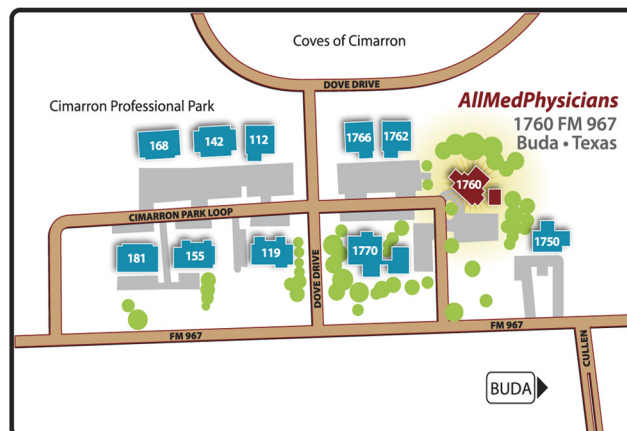 Coves of Cimarron
DOVE DRIVE
AllMedPhysicians
1760 FM 967
Buda • Texas
Cimarron Professional Park
168
142
112
1766
1762
1760
CIMARRON PARK LOOP
181
155
119
DOVE DRIVE
1770
1750
FM 967
FM 967
CULLEN
BUDA